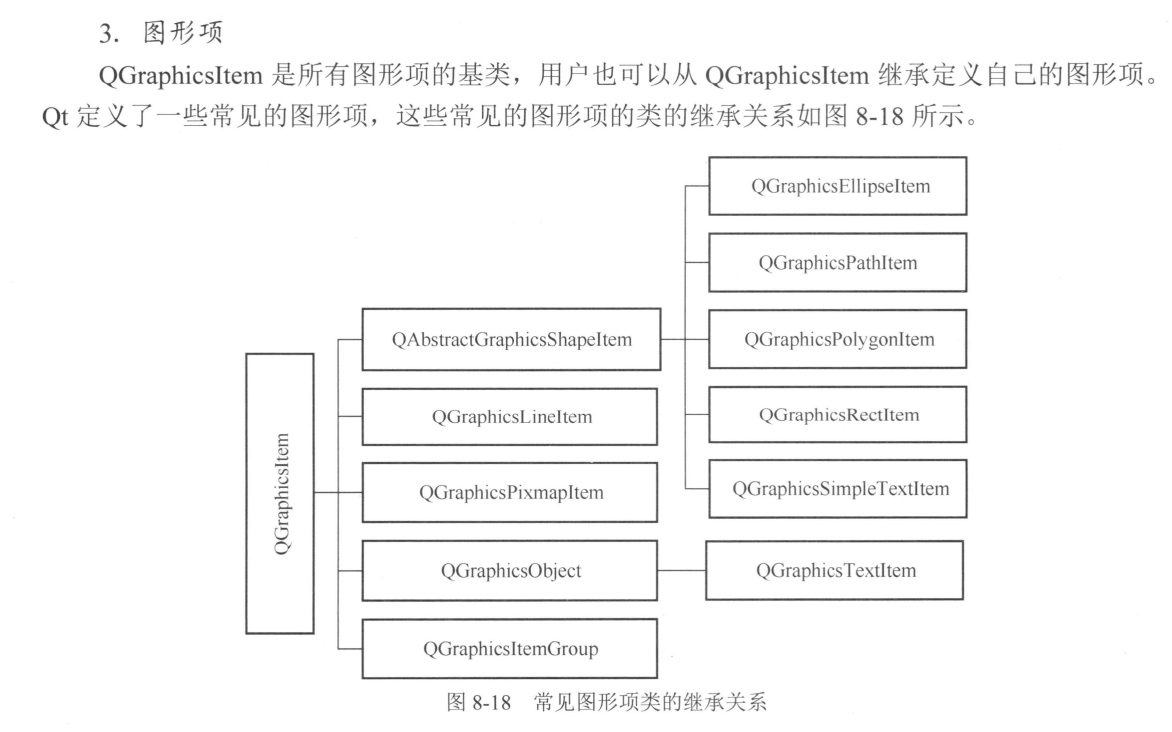 3. 图形项
QGraphicsItem 是所有图形项的基类，用户也可以从 QGraphicsItem 继承定义自己的图形项。
Qt 定义了一些常见的图形项，这些常见的图形项的类的继承关系如图 8-18 所示。
QGraphicsItem
QAbstractGraphicsShapeItem
QGraphicsLineItem
QGraphicsPixmapItem
QGraphicsObject
QGraphicsItemGroup
QGraphicsEllipseItem
QGraphicsPathItem
QGraphicsPolygonItem
QGraphicsRectItem
QGraphicsSimpleTextItem
QGraphicsTextItem
图 8-18 常见图形项类的继承关系